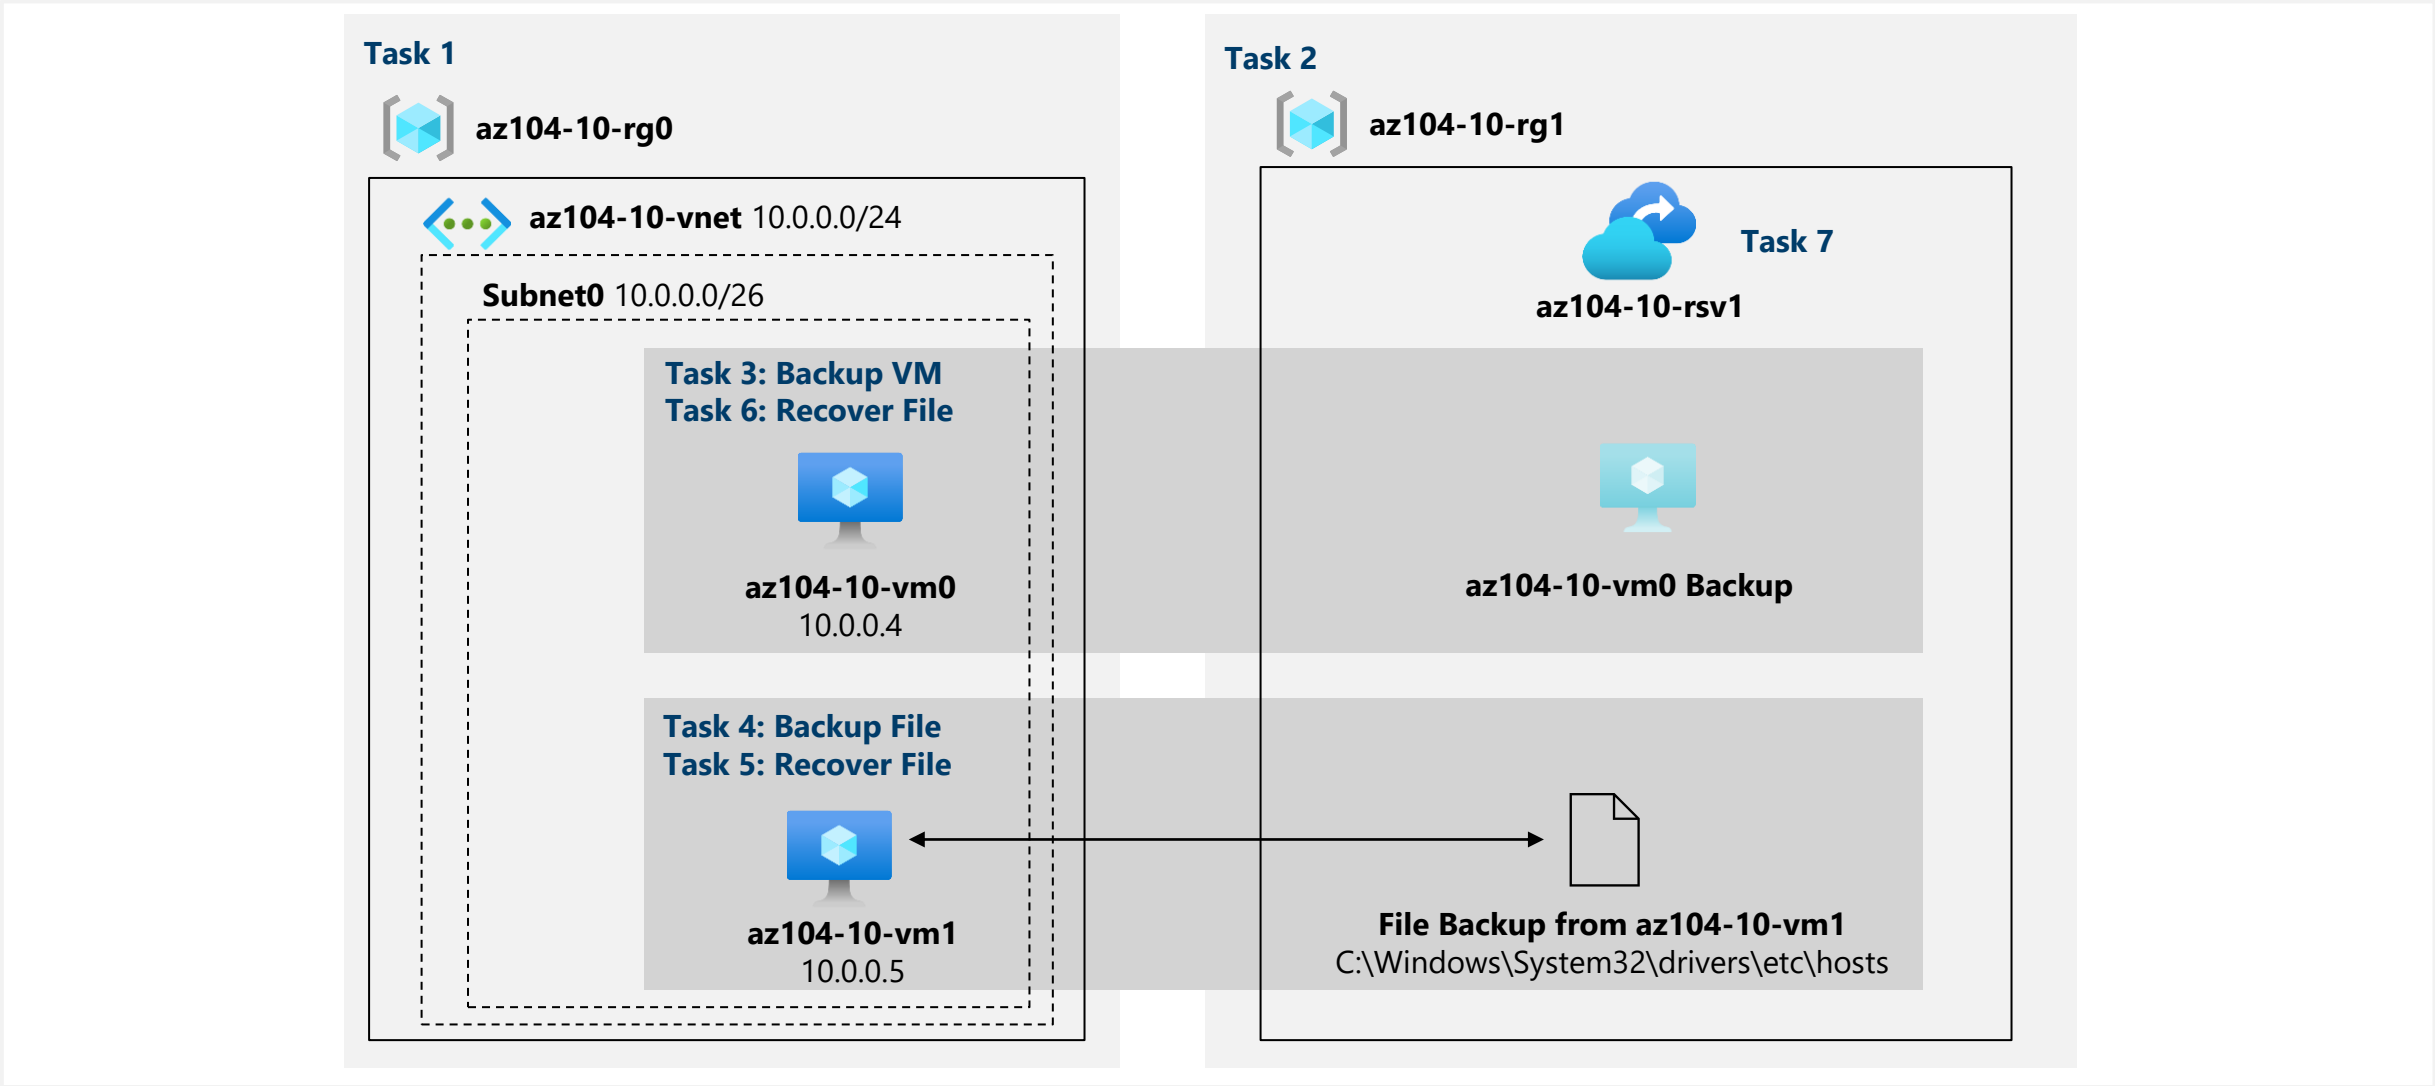 Task 1
az104-10-rg0
az104-10-vnet 10.0.0.0/24
Subnet0 10.0.0.0/26
Task 3: Backup VM
Task 6: Recover File
az104-10-vm0
10.0.0.4
Task 4: Backup File
Task 5: Recover File
az104-10-vm1
10.0.0.5
Task 2
az104-10-rg1
Task 7
az104-10-rsv1
az104-10-vm0 Backup
File Backup from az104-10-vm1
C:\Windows\System32\drivers\etc\hosts